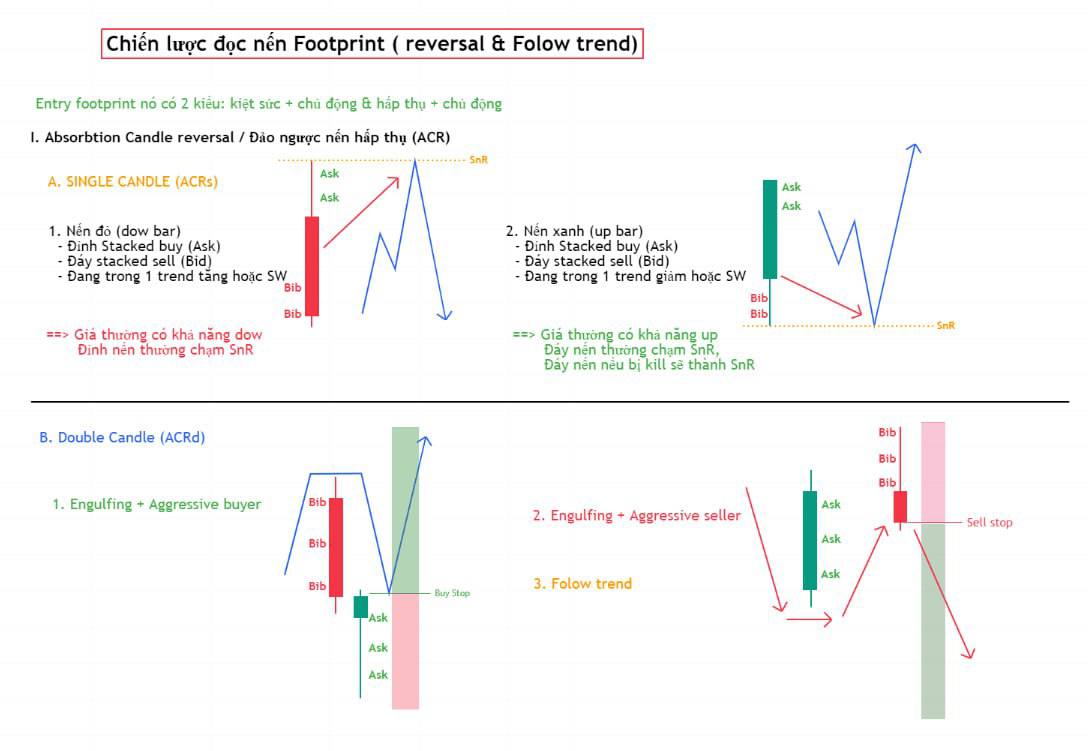 Chiến lược đọc nến Footprint ( reversal & Folow trend)
Entry footprint nó có 2 kiểu: kiệt sức + chủ động & hấp thụ + chủ động
I. Absorbtion Candle reversal / Đảo ngược nến hấp thụ (ACR)
A. SINGLE CANDLE (ACRs)
1. Nến đỏ (dow bar)
- Đỉnh Stacked buy (Ask)
- Đáy stacked sell (Bid)
- Đang trong 1 trend tăng hoặc SW
==> Giá thường có khả năng dow
Đỉnh nến thường chạm SnR
SnR
Ask
Ask
Bib
Bib
2. Nến xanh (up bar)
- Đỉnh Stacked buy (Ask)
- Đáy stacked sell (Bid)
- Đang trong 1 trend giảm hoặc SW
==> Giá thường có khả năng up
Đáy nến thường chạm SnR,
Đáy nến nếu bị kill sẽ thành SnR
Ask
Ask
Bib
Bib
SnR
B. Double Candle (ACRd)
1. Engulfing + Aggressive buyer
Bib
Bib
Bib
Buy Stop
Ask
Ask
Ask
2. Engulfing + Aggressive seller
3. Folow trend
Ask
Ask
Ask
Bib
Bib
Bib
Sell stop